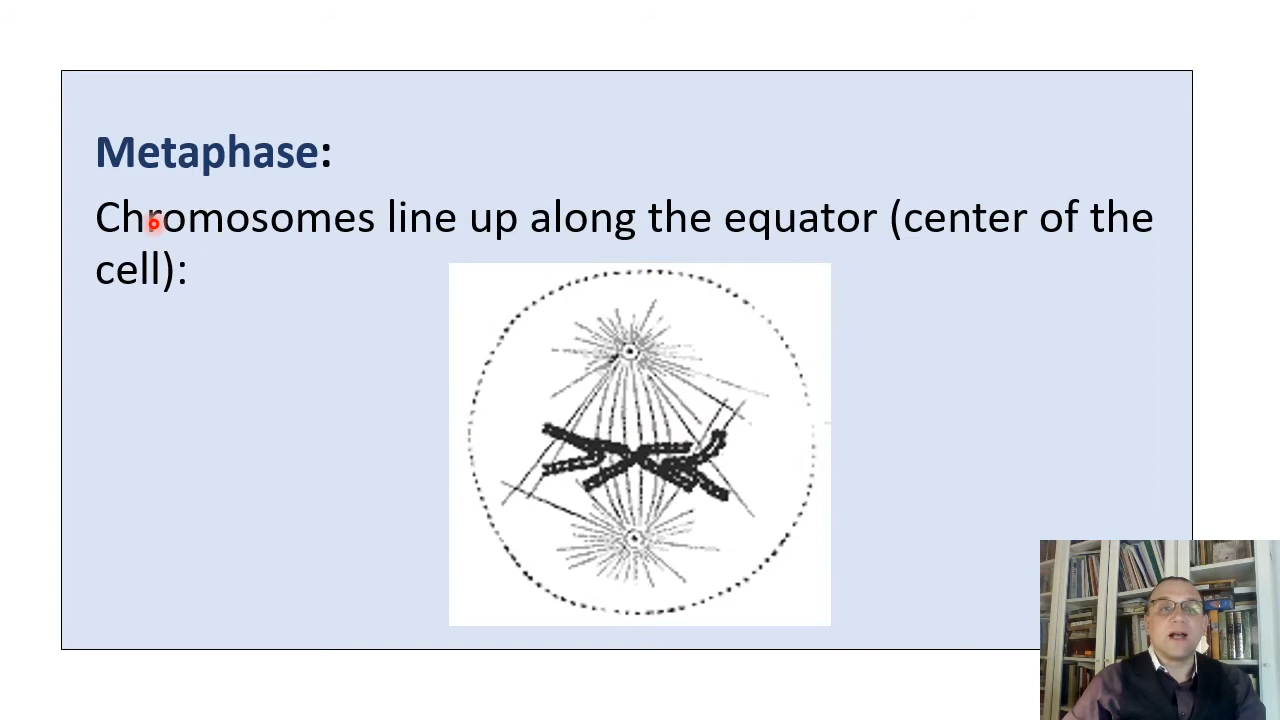 Metaphase:
Chromosomes line up along the equator (center of the
cell):